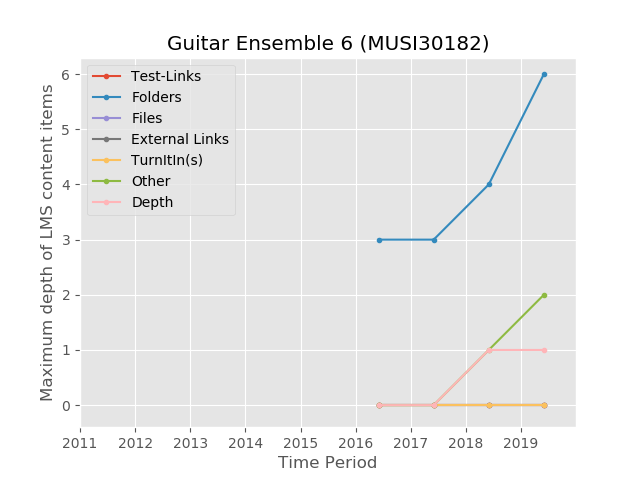 Guitar Ensemble 6 (MUSI30182)
Maximum depth of LMS content items
6
5
4
3
2
1
0
Test-Links
Folders
Files
External Links
TurnItIn(s)
Other
Depth
2011 2012 2013 2014 2015 2016 2017 2018 2019
Time Period